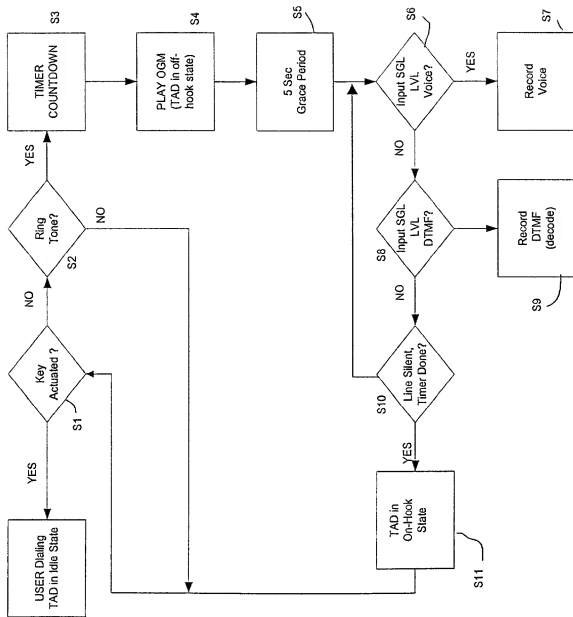 USER Dialing
TAD in Idle State
YES
Key
Actuated ?
S1
NO
Ring
Tone?
S2
YES
NO
TIMER
COUNTDOWN
S3
PLAY OGM
(TAD in off-
hook state)
S4
5 Sec
Grace Period
S5
Input SGL
LVL
Voice?
S6
YES
Record
Voice
S7
NO
Input SGL
LVL
DTMF?
S8
Record
DTMF
(decode)
S9
NO
Line Silent,
Timer Done?
S10
YES
TAD in
On-Hook
State
S11